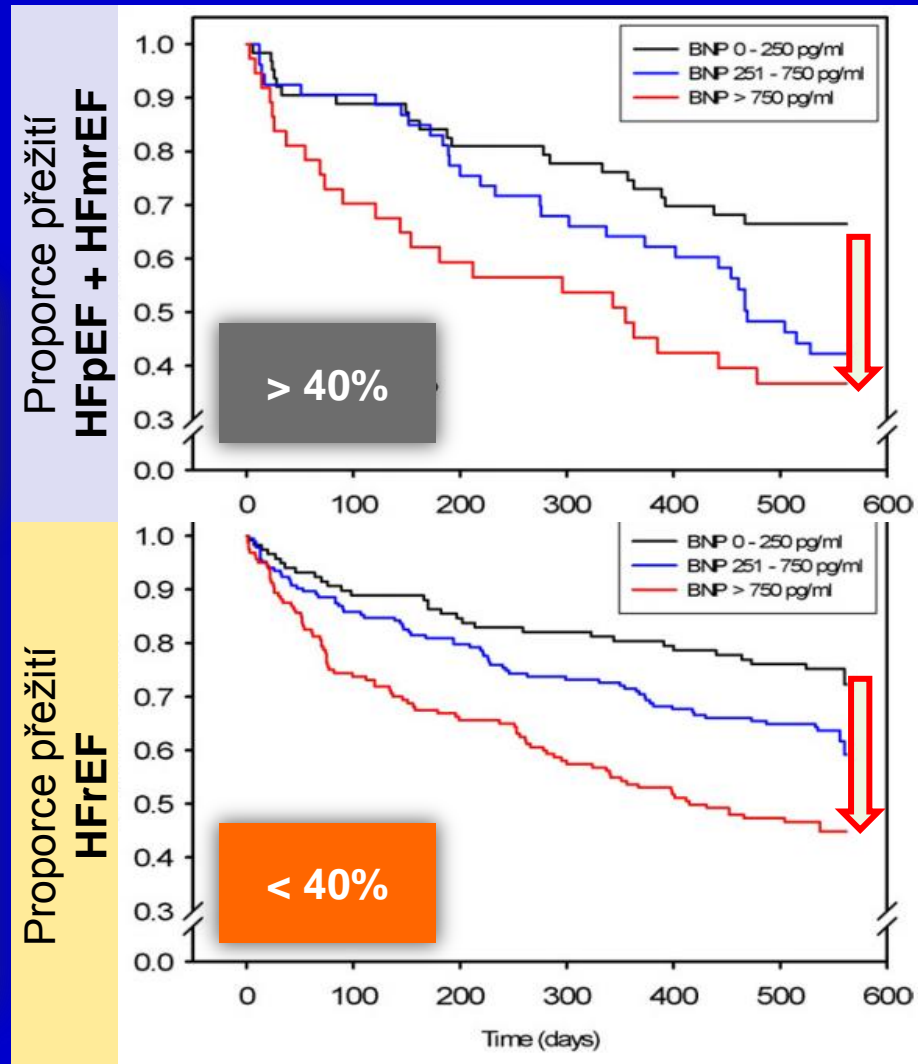 Proporce přežití
HFpEF + HFmrEF
1.0
0.9
0.8
0.7
0.6
0.5
0.4
0.3
0.0
BNP 0 - 250 pg/ml
BNP 251 - 750 pg/ml
BNP > 750 pg/ml
> 40%
0 100 200 300 400 500 600
Proporce přežití
HFrEF
1.0
0.9
0.8
0.7
0.6
0.5
0.4
0.3
0.0
BNP 0 - 250 pg/ml
BNP 251 - 750 pg/ml
BNP > 750 pg/ml
< 40%
0 100 200 300 400 500 600
Time (days)